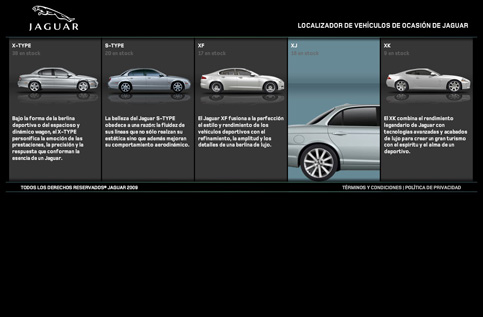 JAGUAR
LOCALIZADOR DE VEHÍCULOS DE OCASIÓN DE JAGUAR
X-TYPE
en stock
Bajo la forma de la berlina
deportiva o del espacioso y
dinámico wagon, el X-TYPE
personifica la emoción de las
prestaciones, la precisión y la
respuesta que conforman la
esencia de un Jaguar.
S-TYPE
en stock
La belleza del Jaguar S-TYPE
obedece a una razón: la fluidez de
sus líneas que no sólo realzan su
estética sino que además mejoran
su comportamiento aerodinámico.
XF
17 en stock
El Jaguar XF fusiona a la perfección
el estilo y rendimiento de los
vehículos deportivos con el
refinamiento, la amplitud y los
detalles de una berlina de lujo.
XJ
en stock
XK
en stock
El XK combina el rendimiento
legendario de Jaguar con
tecnologías avanzadas y acabados
de lujo para crear un gran turismo
con el espíritu y el alma de un
deportivo.
TODOS LOS DERECHOS RESERVADOS® JAGUAR 2009
TÉRMINOS Y CONDICIONES | POLÍTICA DE PRIVACIDAD